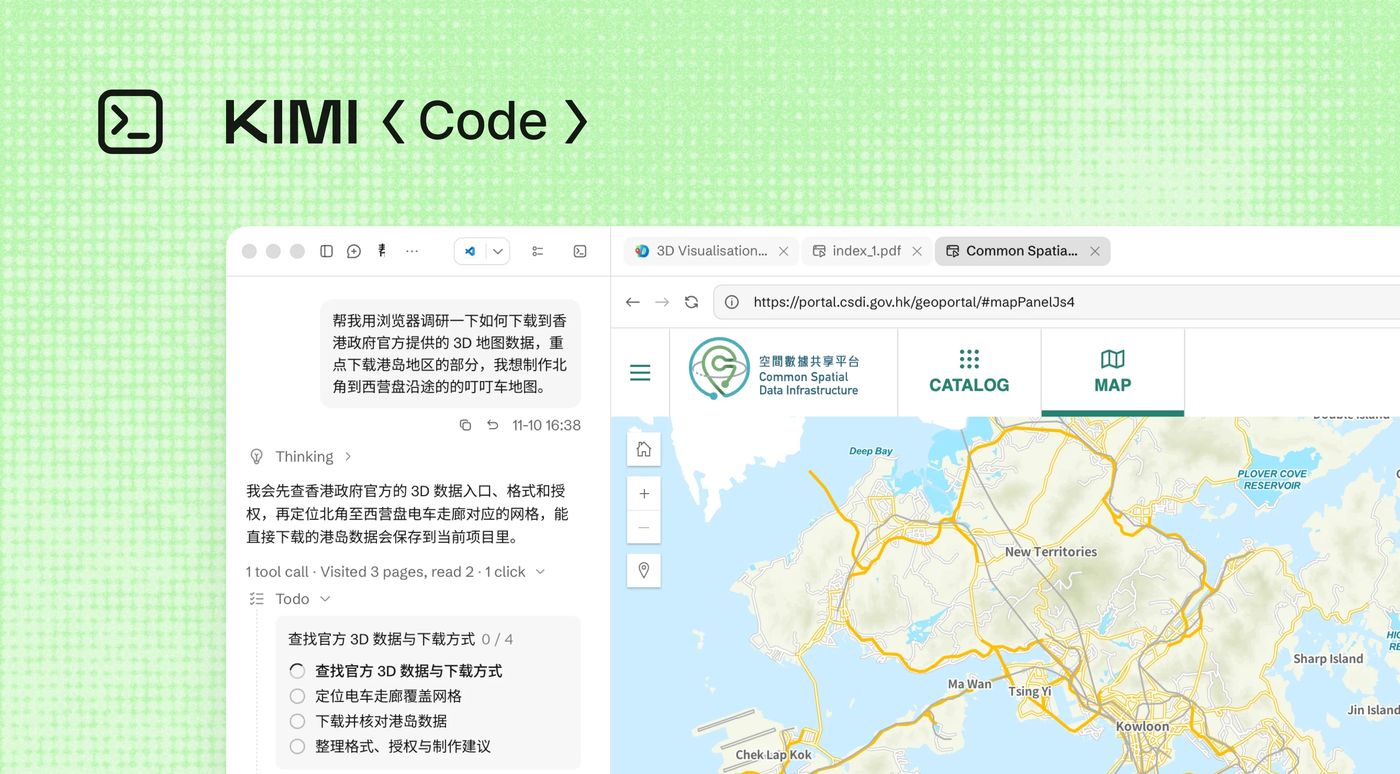 KIMI 〈 Code 〉
帮我用浏览器调研一下如何下载到香
港政府官方提供的 3D 地图数据，重
点下载港岛地区的部分，我想制作北
角到西营盘沿途的的叮叮车地图。
11-10 16:38
Thinking
我会先查香港政府官方的 3D 数据入口、格式和授
权，再定位北角至西营盘电车走廊对应的网格，能
直接下载的港岛数据会保存到当前项目里。
1 tool call · Visited 3 pages, read 2 · 1 click
Todo
查找官方 3D 数据与下载方式 0 / 4
查找官方 3D 数据与下载方式
定位电车走廊覆盖网格
下载并核对港岛数据
整理格式、授权与制作建议
3D Visualisation...
index_1.pdf
Common Spatia...
https://portal.csdi.gov.hk/geoportal/#mapPanelJs4
空間數據共享平台
Common Spatial
Data Infrastructure
CATALOG
MAP
Deep Bay
PLOVER COVE
RESERVOIR
New Territories
Sharp Island
Ma Wan
Tsing Yi
Jin Island
Kowloon
Chek Lap Kok